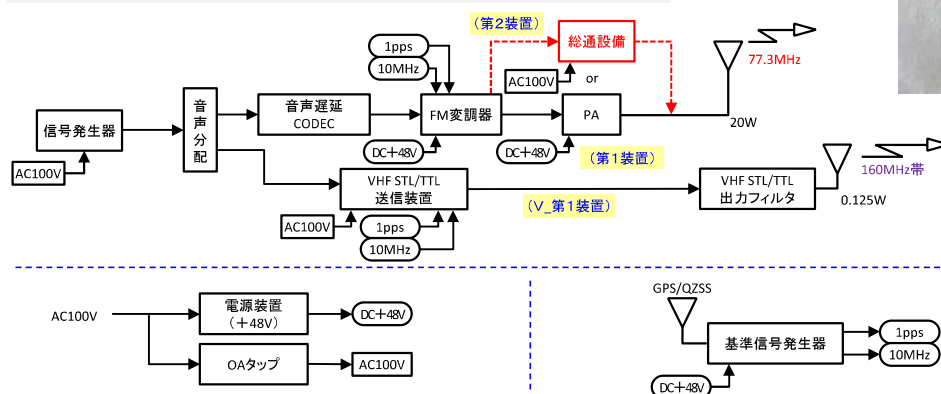 (第2装置)
総通設備
77.3MHz
1pps
10MHz
AC100V
or
信号発生器
AC100V
音声分配
音声遅延
CODEC
FM変調器
PA
20W
DC+48V
DC+48V
(第1装置)
160MHz帯
VHF STL/TTL
送信装置
(V_第1装置)
VHF STL/TTL
出力フィルタ
0.125W
AC100V
1pps
10MHz
AC100V
電源装置
(+48V)
DC+48V
OAタップ
AC100V
GPS/QZSS
基準信号発生器
1pps
10MHz
DC+48V